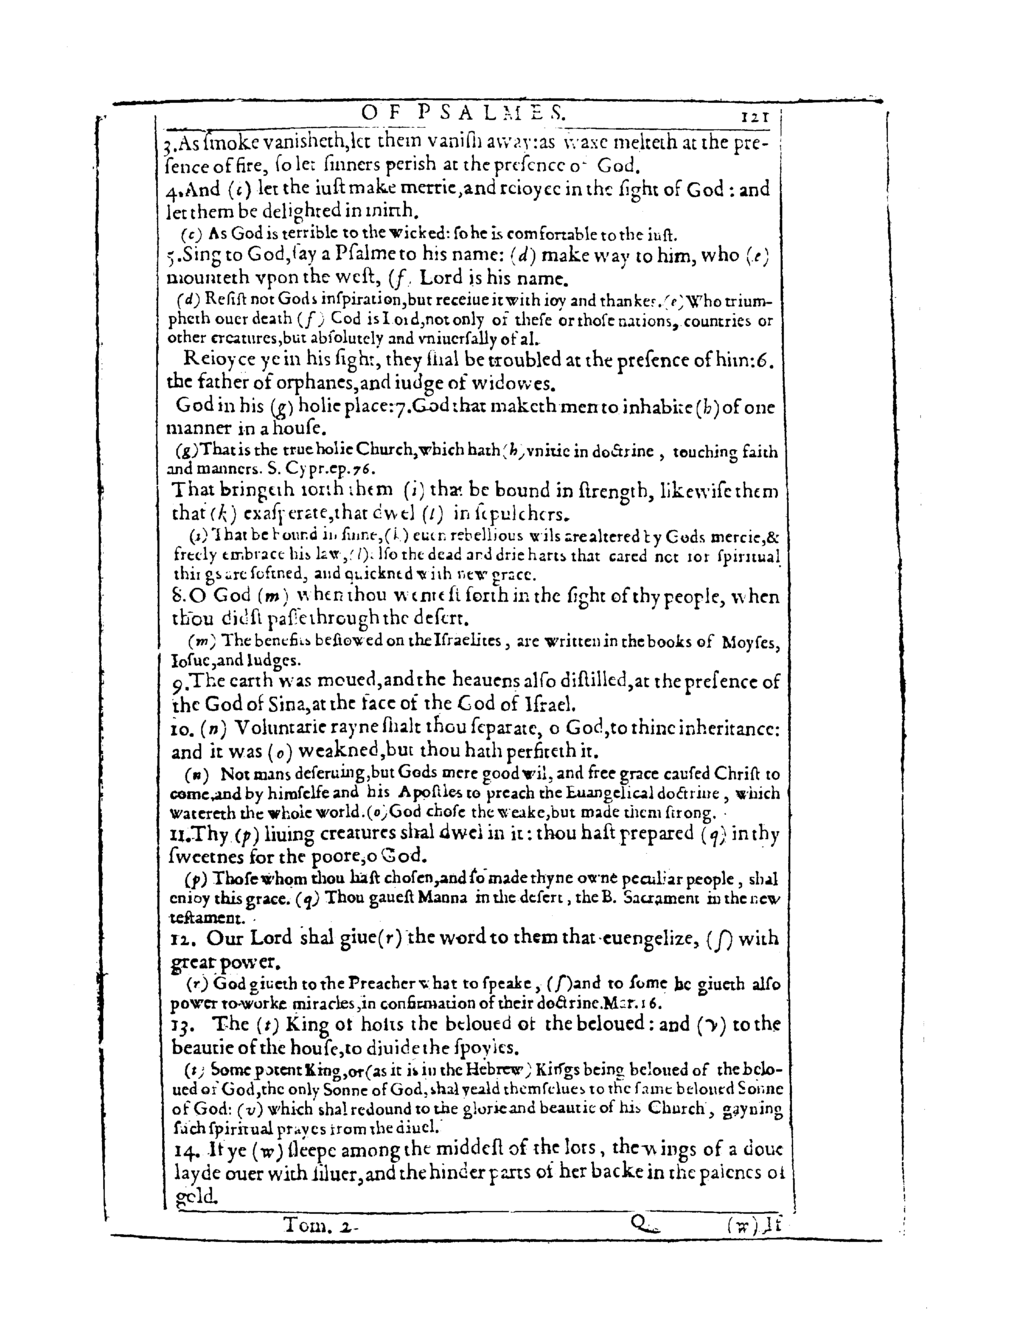 OF PSALMES. 121
3.As ſmoke vanisheth,let them vaniſh away:as waxe melteth at the pre-
ſence of fire, ſo let ſinners perish at the preſence o- God.
4.And (c) let the iuſt make merrie,and reioyce in the ſight of God : and
let them be delighted in mirth.
(c) As God is terrible to the wicked: ſo he is comfortable to the iuſt.
5.Sing to God,ſay a Pſalme to his name: (d) make way to him, who (e)
mounteth vpon the weſt, (f. Lord is his name.
(d) Reſiſt not Gods inſpiration,but receiue it with ioy and thankes.(e)Who trium-
pheth ouer death (f) God is Lord,not only of theſe or thoſe nations, countries or
other creatures,but abſolutely and vniuerſally of al.
Reioyce ye in his ſight, they ſhal be troubled at the preſence of him:6.
the father of orphanes,and iudge of widowes.
God in his (g) holie place:7.God that maketh men to inhabite (h) of one
manner in a houſe.
(g)That is the true holie Church,which hath (h)vnitie in doctrine , touching faith
and manners. S. Cypr.ep.76.
That bringeth forth them (i) that be bound in ſtrength, likewiſe them
that (k) exaſperate,that dwel (l) in ſepulchers.
(i) That be bound in ſinne,(k) euen rebellious wils are altered by Gods mercie,&
freely embrace his law,(l). lſo the dead and drie harts that cared not for ſpiritual
things are ſoftned, and quickned with new grace.
8.O God (m) when thou wenteſt forth in the ſight of thy people, when
thou didſt paſſe through the deſert.
(m) The benefits beſtowed on the Iſraelites, are written in the books of Moyſes,
Ioſue,and Iudges.
9.The earth was moued,and the heauens alſo diſtilled,at the preſence of
the God of Sina,at the face of the God of Iſrael.
10. (n) Voluntarie rayne ſhalt thou ſeparate, o God,to thine inheritance:
and it was (o) weakned,but thou hath perfiteth it.
(n) Not mans deſeruing,but Gods mere good wil, and free grace cauſed Chriſt to
come,and by himſelfe and his Apoſtles to preach the Euangelical doctrine, which
watereth the whole world.(o)God choſe the weake,but made them ſtrong.
11.Thy (p) liuing creatures shal dwel in it : thou haſt prepared (q) in thy
ſweetnes for the poore,o God.
(p) Thoſe whom thou haſt choſen,and ſo made thyne owne peculiar people, shal
enioy this grace. (q) Thou gaueſt Manna in the deſert, the B. Sacrament in the new
teſtament.
12. Our Lord shal giue(r) the word to them that euengelize, (ſ) with
great power.
(r) God giueth to the Preacher what to ſpeake, (ſ)and to ſome he giueth alſo
power to worke miracles,in confirmation of their doctrine.Mar.16.
13. The (t) King of hoſts the beloued of the beloued : and (v) to the
beautie of the houſe,to diuide the ſpoyles.
(t) Some potent King,or(as it is in the Hebrew) Kings being beloued of the belo-
ued of God,the only Sonne of God,shal yeald themſelues to the ſame beloued Sonne
of God: (v) which shal redound to the glorie and beautie of his Church, gayning
ſuch ſpiritual prayes from the diuel.
14. If ye (w) ſleepe among the middeſt of the lots, the wings of a doue
layde ouer with ſiluer,and the hinder parts of her backe in the palenes of
gold.
Tom. 2. Q (w) If